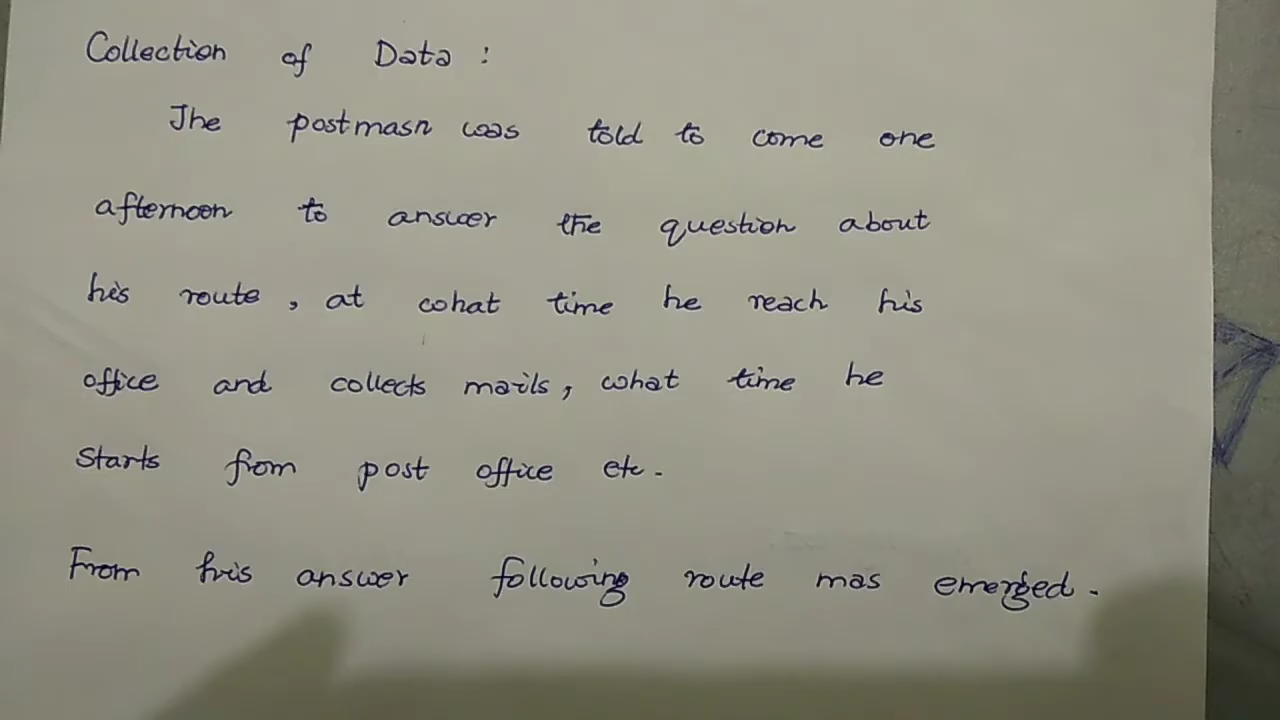 Collection of Data :
The postmasn was told to come one
afternoon to answer the question about
his route , at what time he reach his
office and collects mails , what time he
starts from post office etc .
From his answer following route mas emerged .